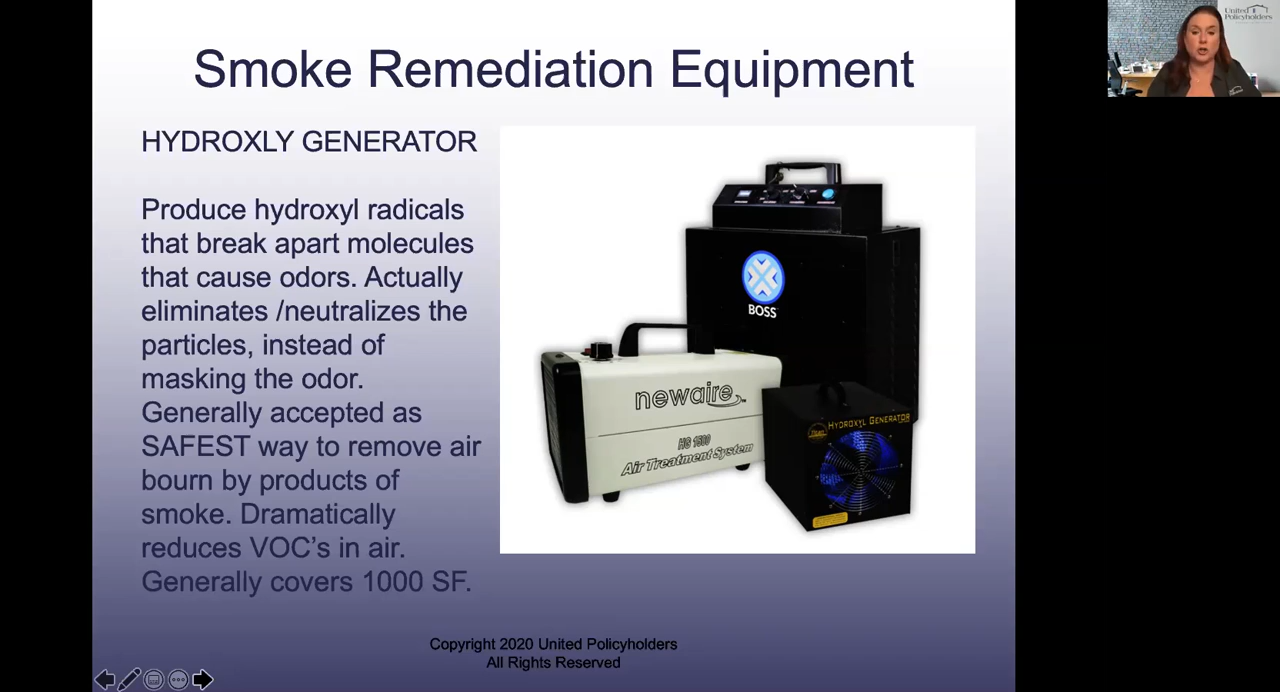 Smoke Remediation Equipment
HYDROXLY GENERATOR
Produce hydroxyl radicals
that break apart molecules
that cause odors. Actually
eliminates /neutralizes the
particles, instead of
masking the odor.
Generally accepted as
SAFEST way to remove air
bourn by products of
smoke. Dramatically
reduces VOC's in air.
Generally covers 1000 SF.
BOSS
newaire
HG 1500
Air Treatment System
HYDROXYL GENERATOR
Copyright 2020 United Policyholders
All Rights Reserved
United
Policyholders